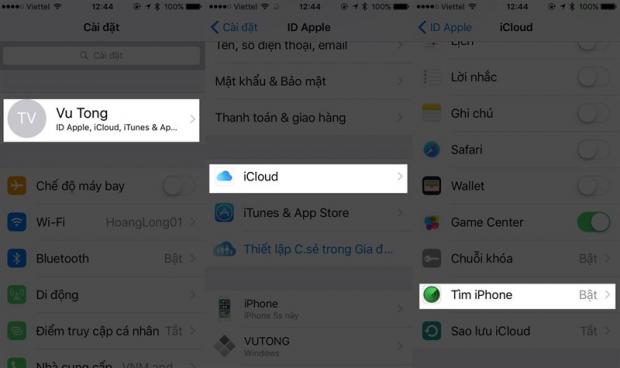 Viettel 12:44 100%
Cài đặt
Cài đặt
TV
Vu Tong
ID Apple, iCloud, iTunes & Ap...
Chế độ máy bay
Wi-Fi HoangLong01
Bluetooth Bật
Di động
Điểm truy cập cá nhân Tắt
Nhà cung cấp VNM and
Viettel 12:44 100%
Cài đặt ID Apple
Tên, số điện thoại, email
Mật khẩu & Bảo mật
Thanh toán & giao hàng
iCloud
iTunes & App Store
Thiết lập C.sẻ trong Gia đ...
iPhone
iPhone 5s này
VUTONG
Windows
Viettel 12:44 100%
ID Apple iCloud
Lịch
Lời nhắc
Ghi chú
Safari
Wallet
Game Center
Chuỗi khóa Bật
Tìm iPhone Bật
Sao lưu iCloud Tắt